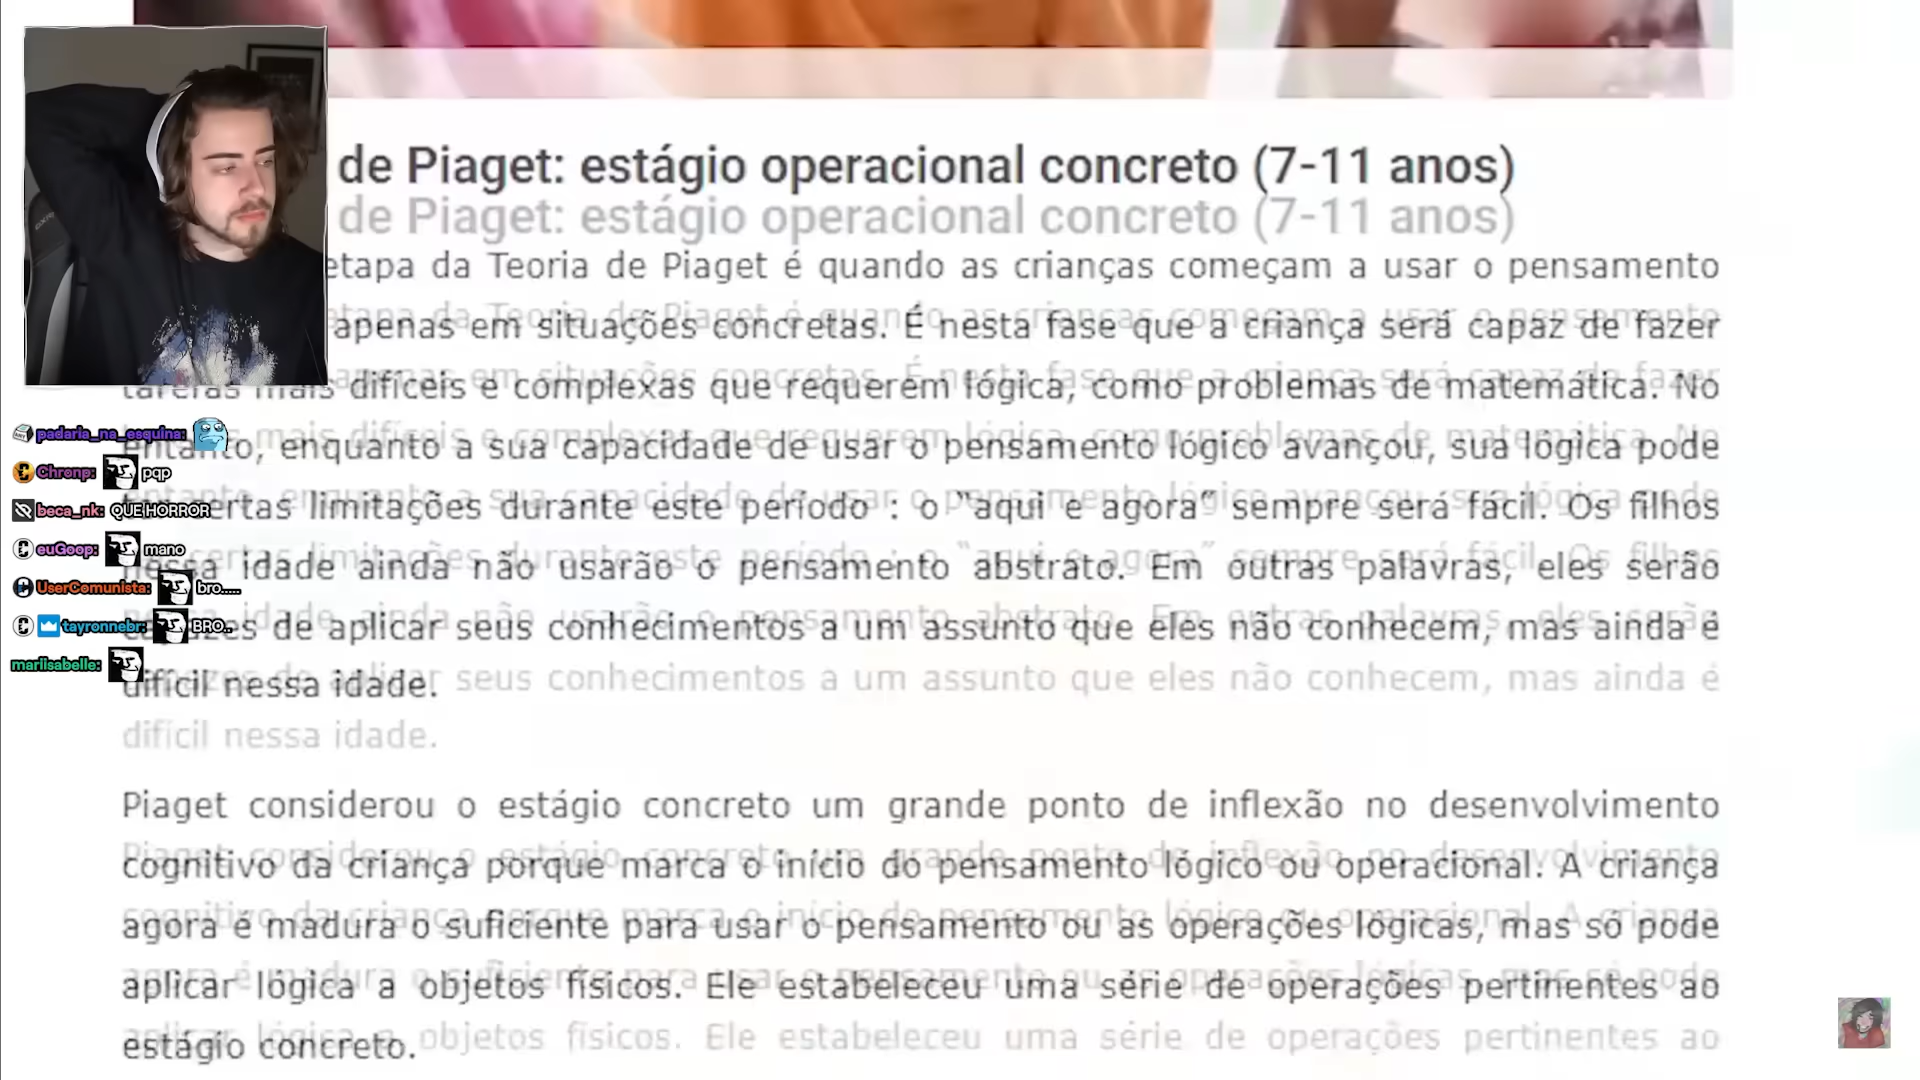 de Piaget: estágio operacional concreto (7-11 anos)
etapa da Teoria de Piaget é quando as crianças começam a usar o pensamento
apenas em situações concretas. É nesta fase que a criança será capaz de fazer
tarefas mais difíceis e complexas que requerem lógica, como problemas de matemática. No
entanto, enquanto a sua capacidade de usar o pensamento lógico avançou, sua lógica pode
certas limitações durante este período : o “aqui e agora” sempre será fácil. Os filhos
nessa idade ainda não usarão o pensamento abstrato. Em outras palavras, eles serão
capazes de aplicar seus conhecimentos a um assunto que eles não conhecem, mas ainda é
difícil nessa idade.
Piaget considerou o estágio concreto um grande ponto de inflexão no desenvolvimento
cognitivo da criança porque marca o início do pensamento lógico ou operacional. A criança
agora é madura o suficiente para usar o pensamento ou as operações lógicas, mas só pode
aplicar lógica a objetos físicos. Ele estabeleceu uma série de operações pertinentes ao
estágio concreto.
padaria_na_esquina:
Chronp: pqp
beca_nk: QUE HORROR
euGoop: mano
UserComunista: bro.....
tayronnebr: BRO..
marlisabelle: